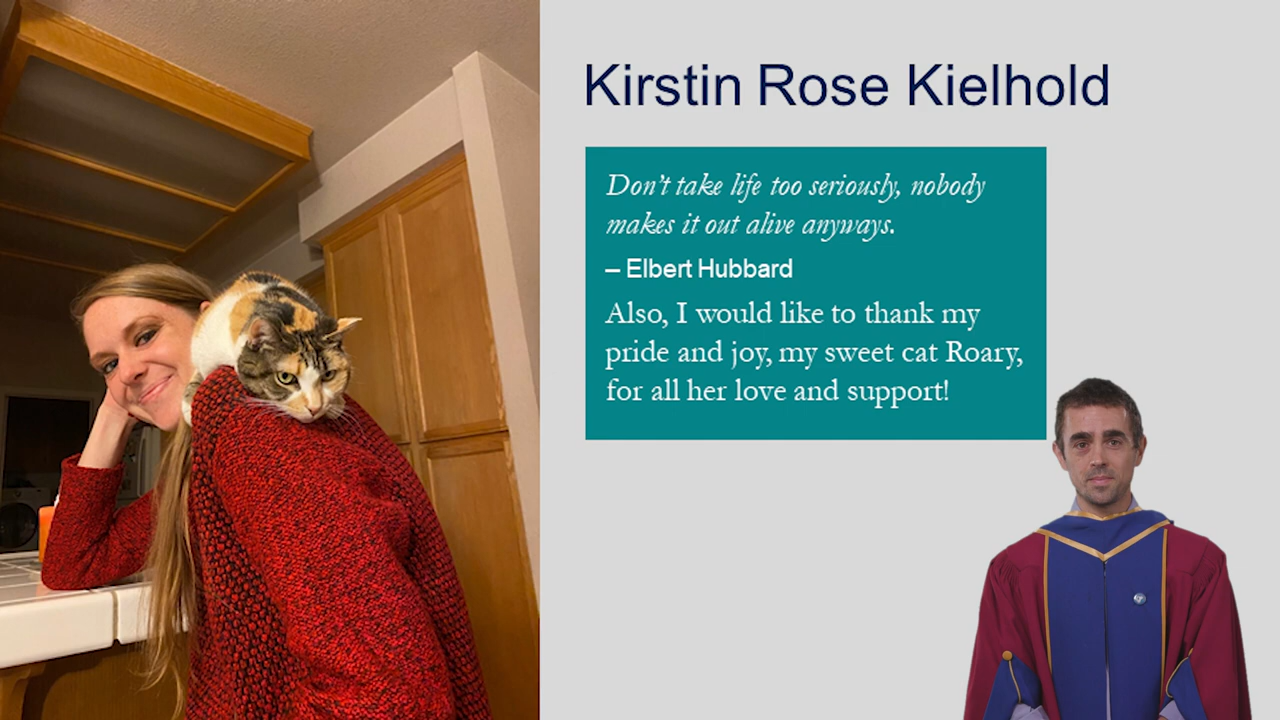 Kirstin Rose Kielhold
Don't take life too seriously, nobody
makes it out alive anyways.
– Elbert Hubbard
Also, I would like to thank my
pride and joy, my sweet cat Roary,
for all her love and support!